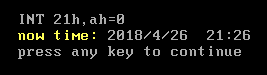 INT 21h,ah=0
now time: 2018/4/26  21:26
press any key to continue